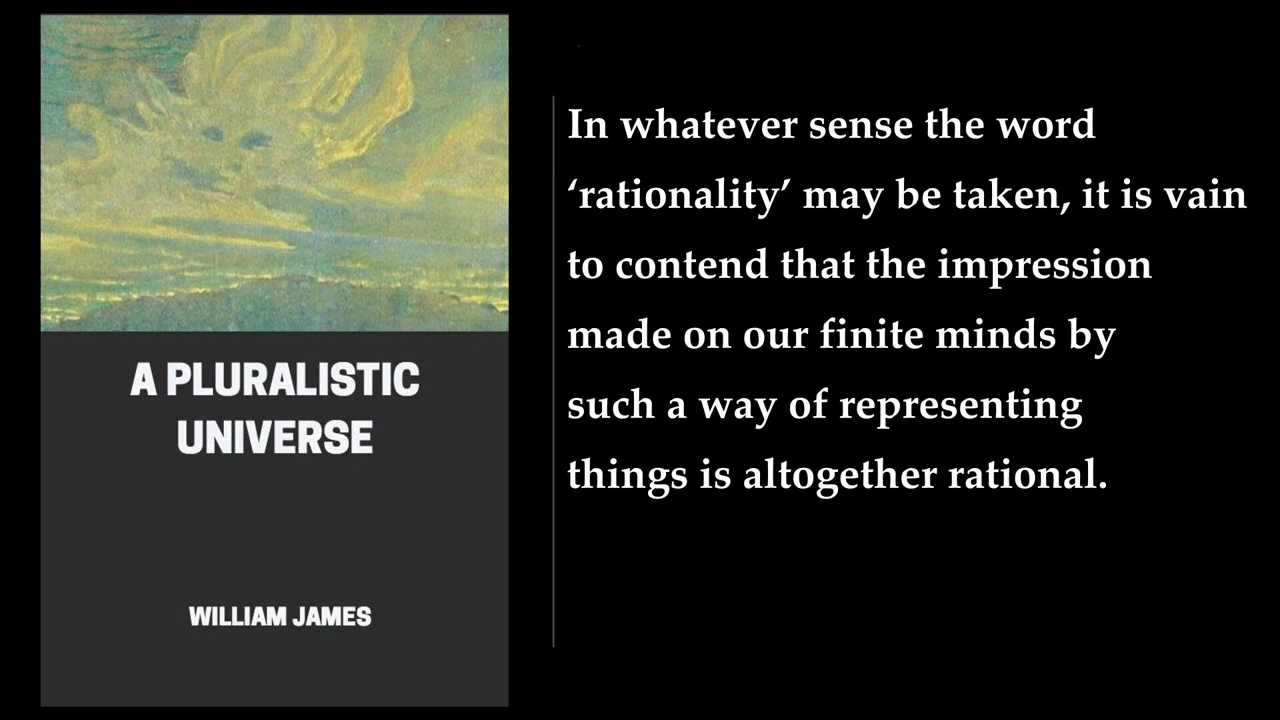 A PLURALISTIC
UNIVERSE
WILLIAM JAMES
In whatever sense the word
‘rationality’ may be taken, it is vain
to contend that the impression
made on our finite minds by
such a way of representing
things is altogether rational.